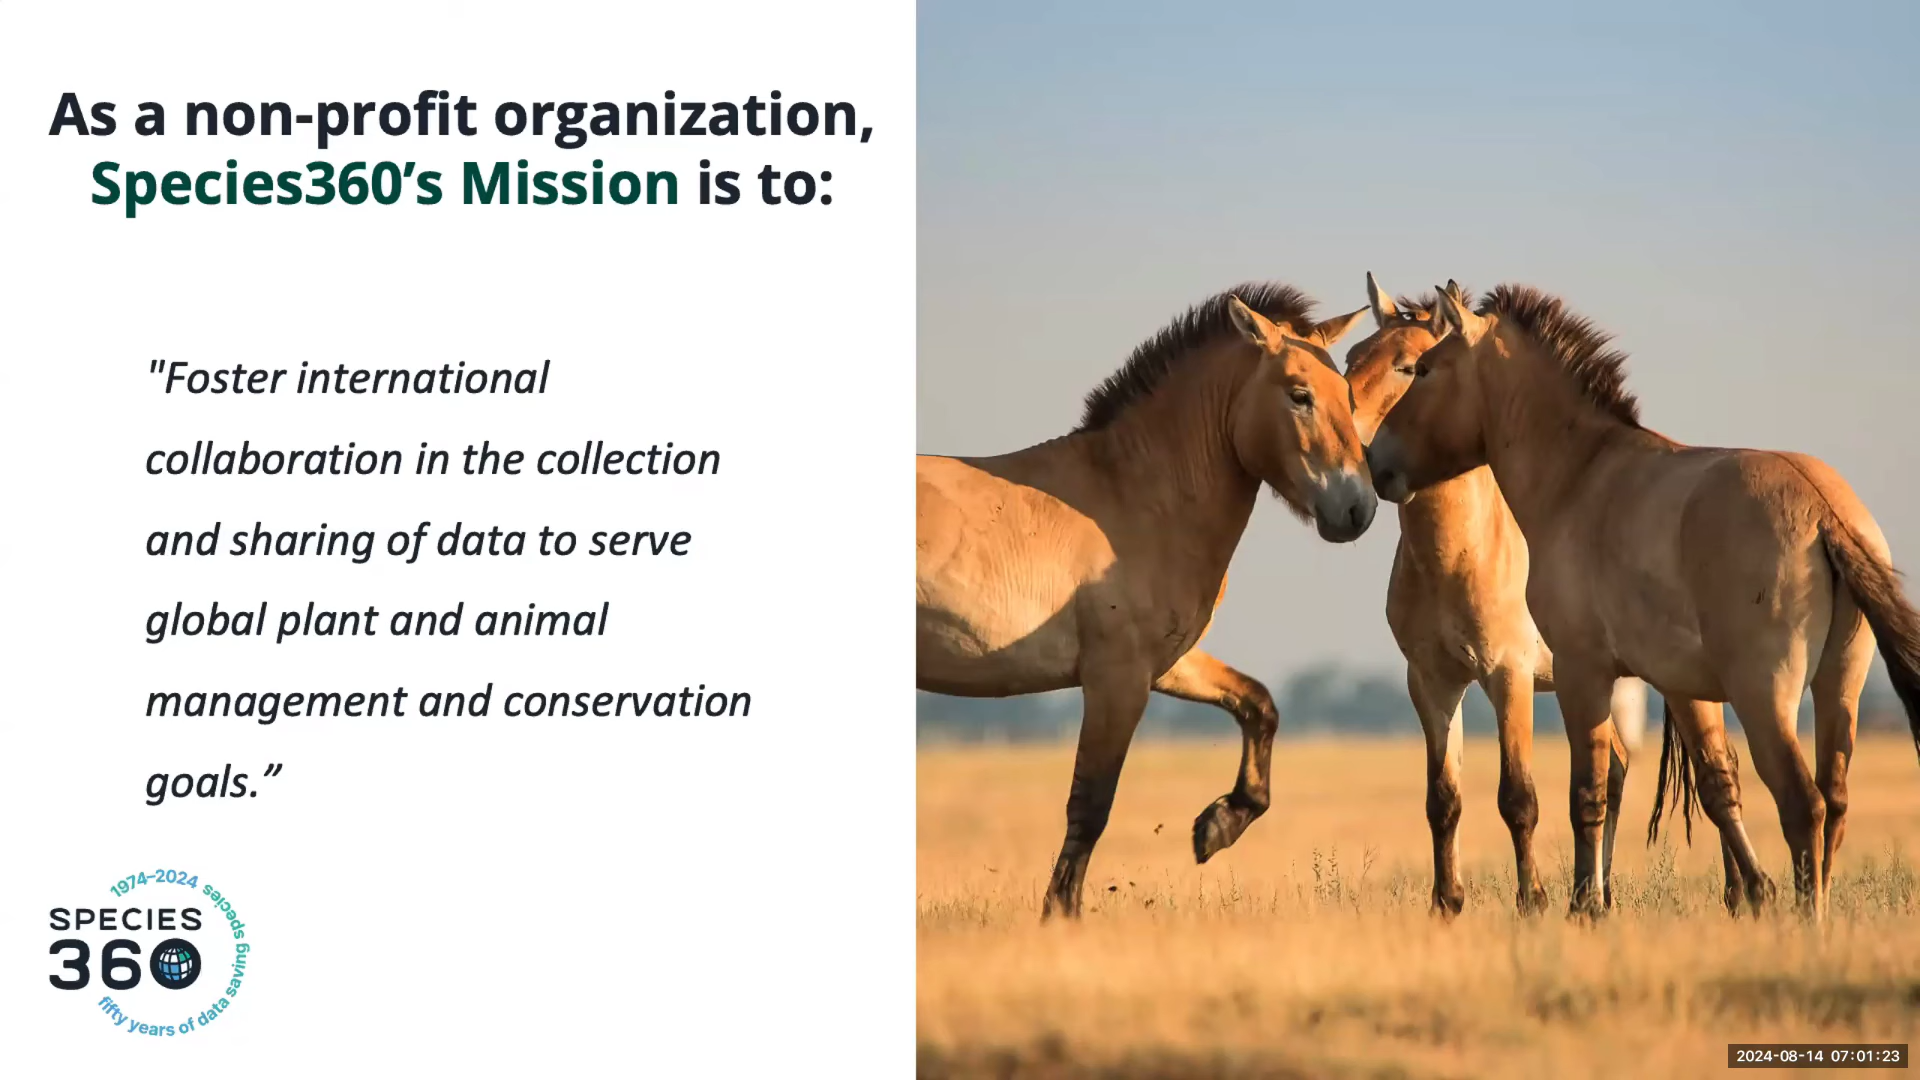 As a non-profit organization,
Species360’s Mission is to:
"Foster international
collaboration in the collection
and sharing of data to serve
global plant and animal
management and conservation
goals.”
1974–2024
SPECIES
360
fifty years of data saving species
2024-08-14 07:01:23